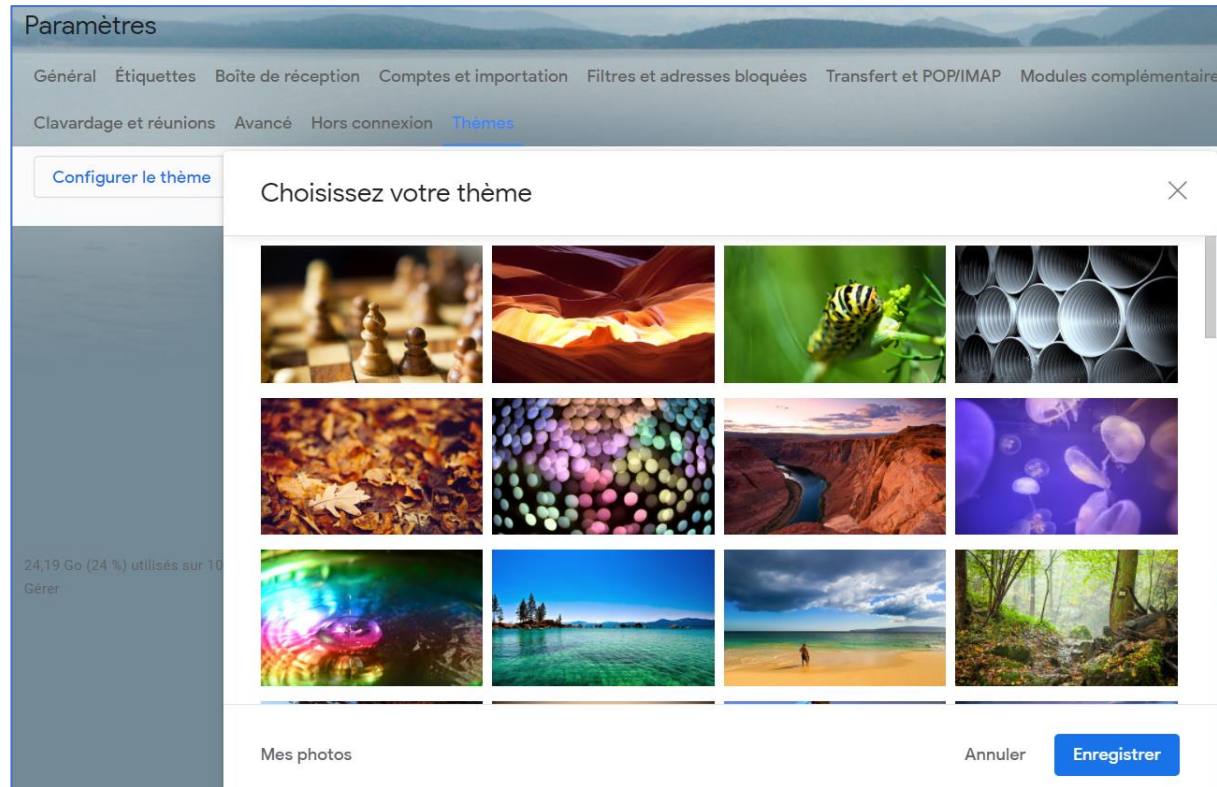 Paramètres
Général Étiquettes Boîte de réception Comptes et importation Filtres et adresses bloquées Transfert et POP/IMAP Modules complémentaire
Clavardage et réunions Avancé Hors connexion Thèmes
Configurer le thème
Choisissez votre thème
24,19 Go (24 %) utilisés sur 10
Gérer
Mes photos
Annuler
Enregistrer